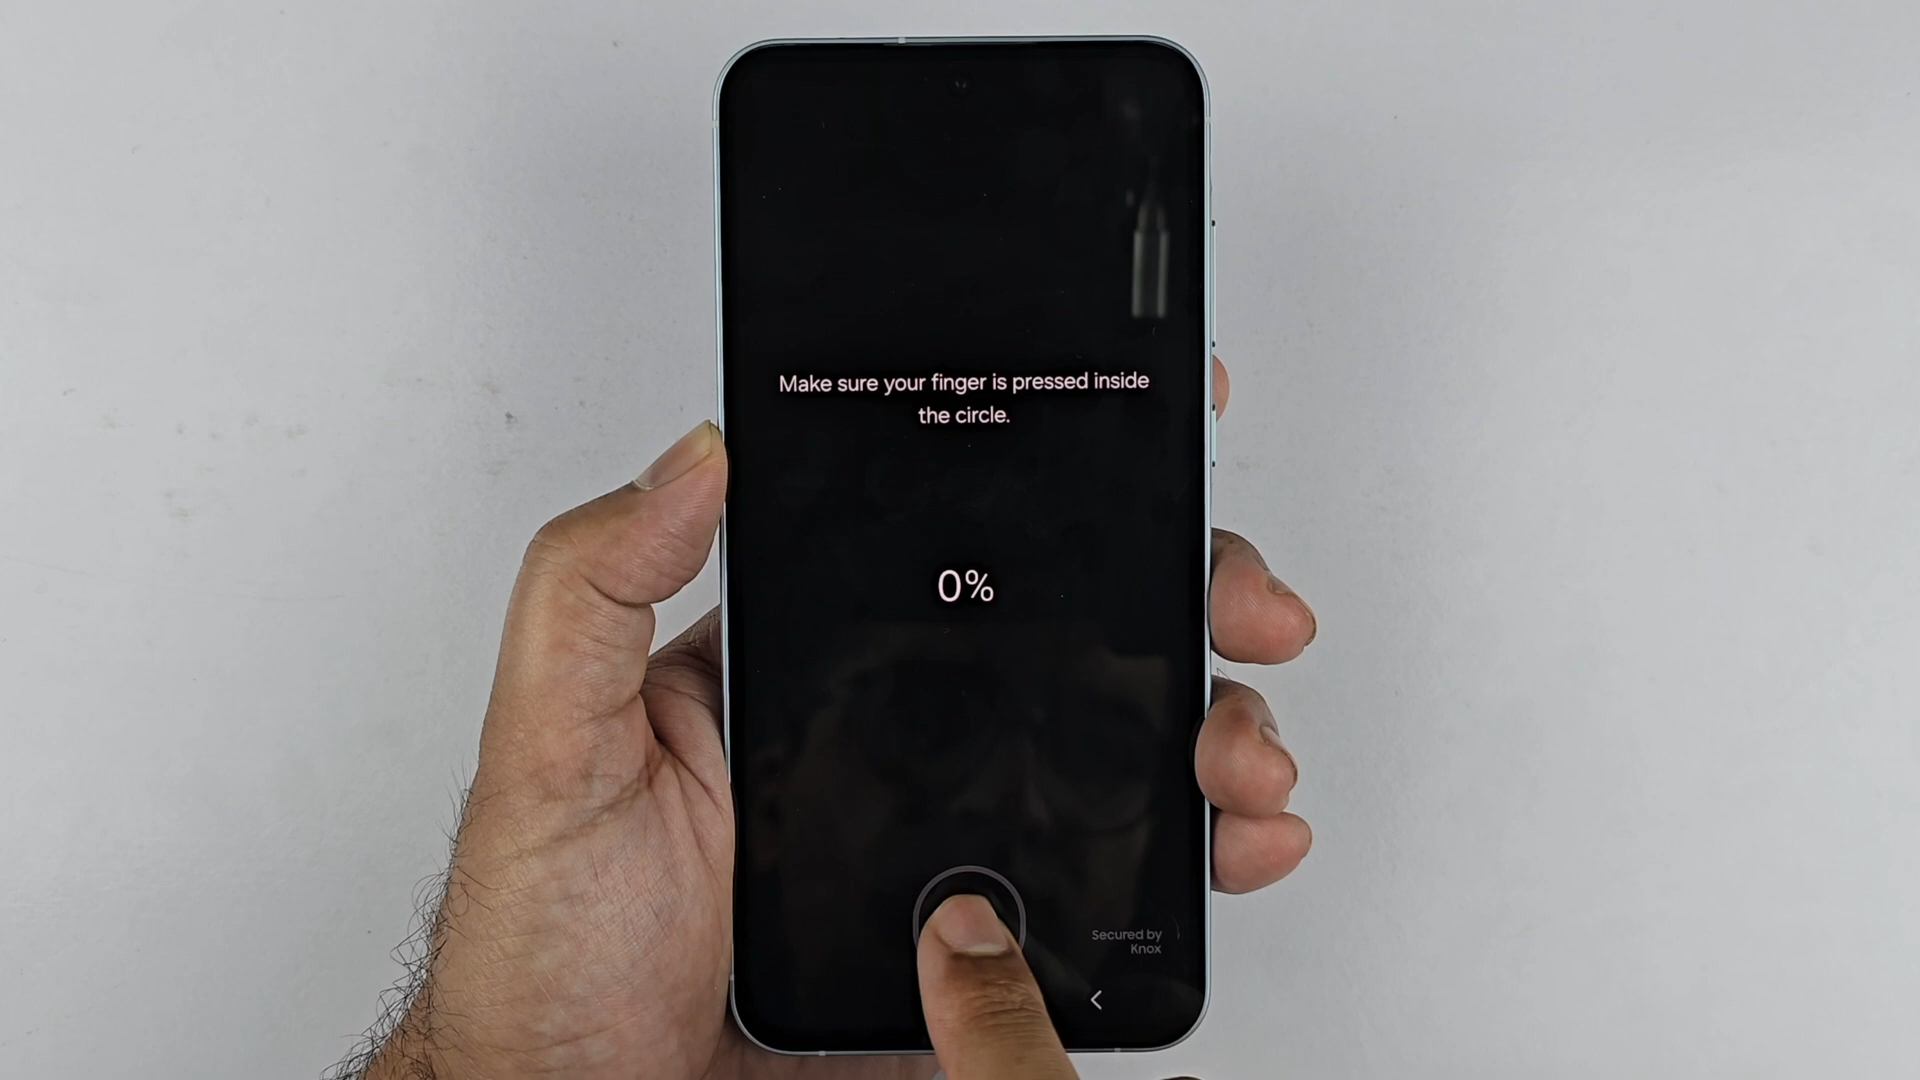 Make sure your finger is pressed inside
the circle.
0%
Secured by
Knox